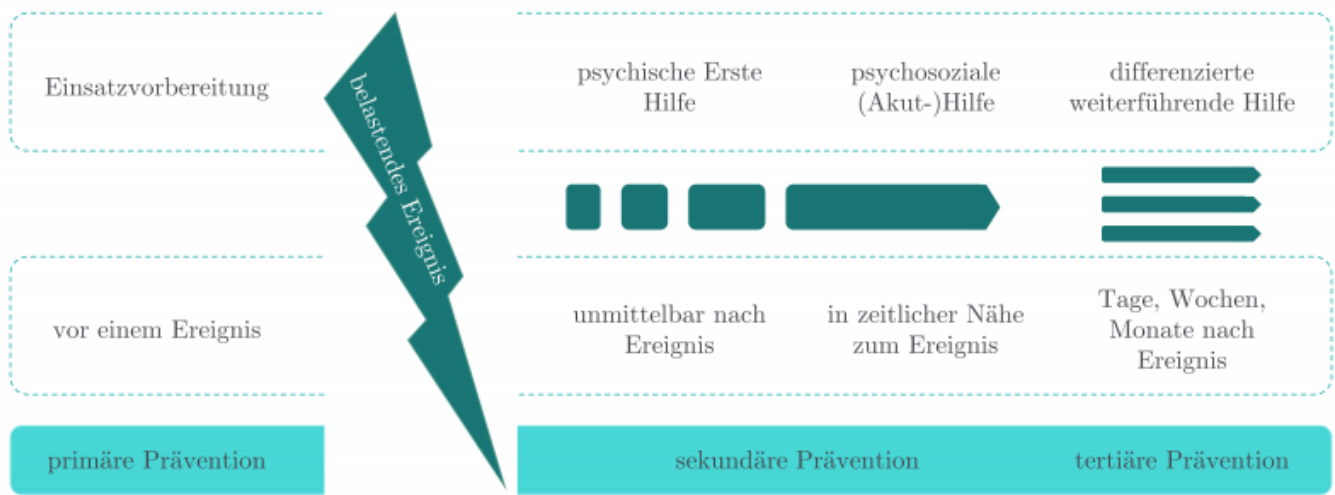 Einsatzvorbereitung
belastendes Ereignis
psychische Erste
Hilfe
psychosoziale
(Akut-)Hilfe
differenzierte
weiterführende Hilfe
vor einem Ereignis
unmittelbar nach
Ereignis
in zeitlicher Nähe
zum Ereignis
Tage, Wochen,
Monate nach
Ereignis
primäre Prävention
sekundäre Prävention
tertiäre Prävention